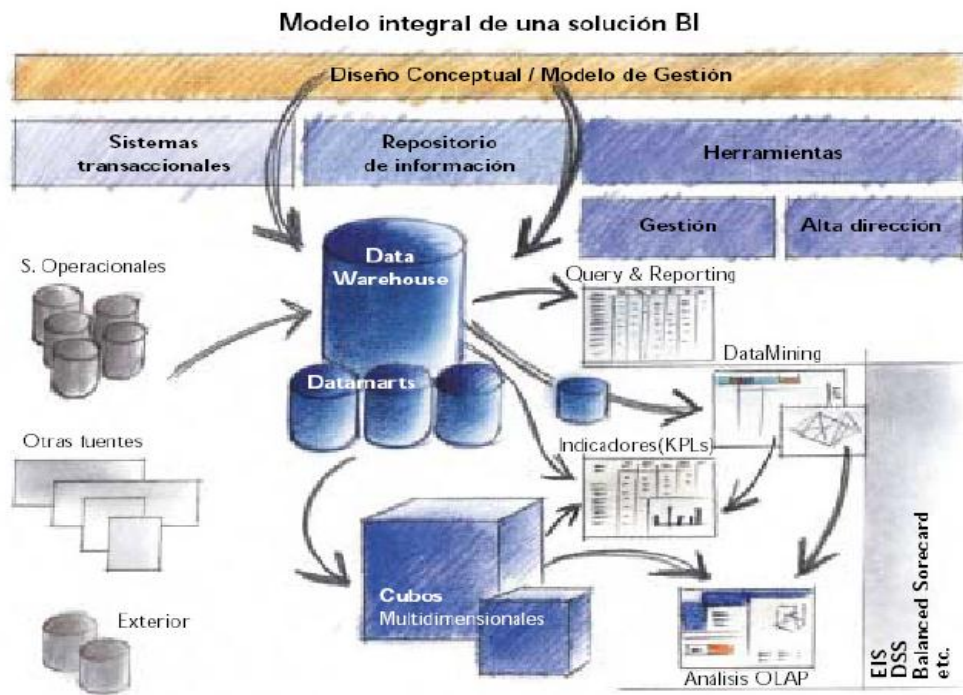 Modelo integral de una solución BI
Diseño Conceptual / Modelo de Gestión
Sistemas
transaccionales
Repositorio
de información
Herramientas
Gestión
Alta dirección
S. Operacionales
Data
Warehouse
Query & Reporting
DataMining
Datamarts
Otras fuentes
Indicadores(KPLs)
Cubos
Multidimensionales
Exterior
Análisis OLAP
EIS
DSS
Balanced Sorecard
etc.